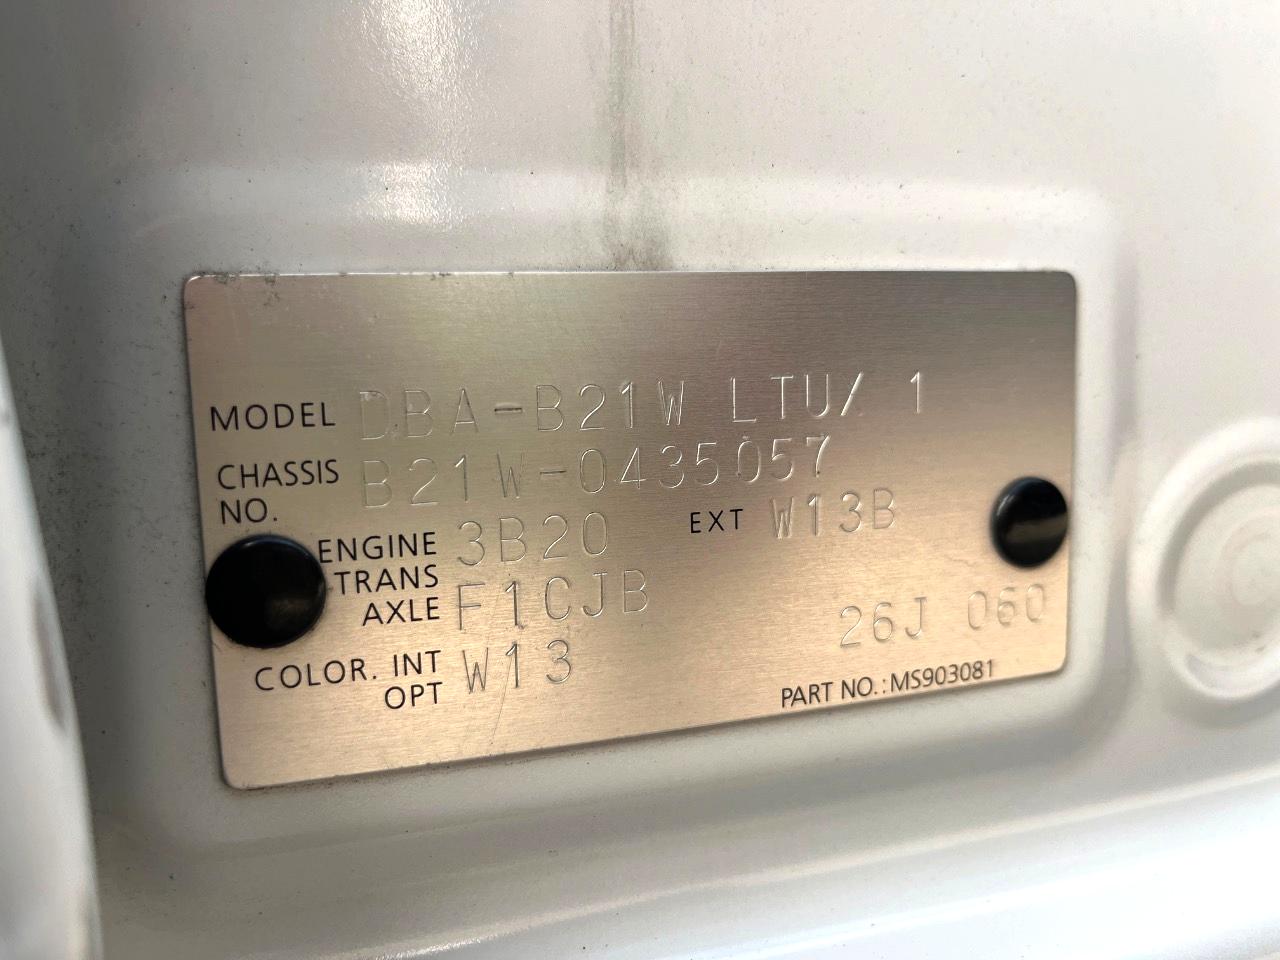 MODEL DBA-B21W LTU/ 1
CHASSIS NO. B21W-0435057
ENGINE 3B20 EXT W13B
TRANS AXLE F1CJB
26J 060
COLOR. INT OPT W13
PART NO.:MS903081